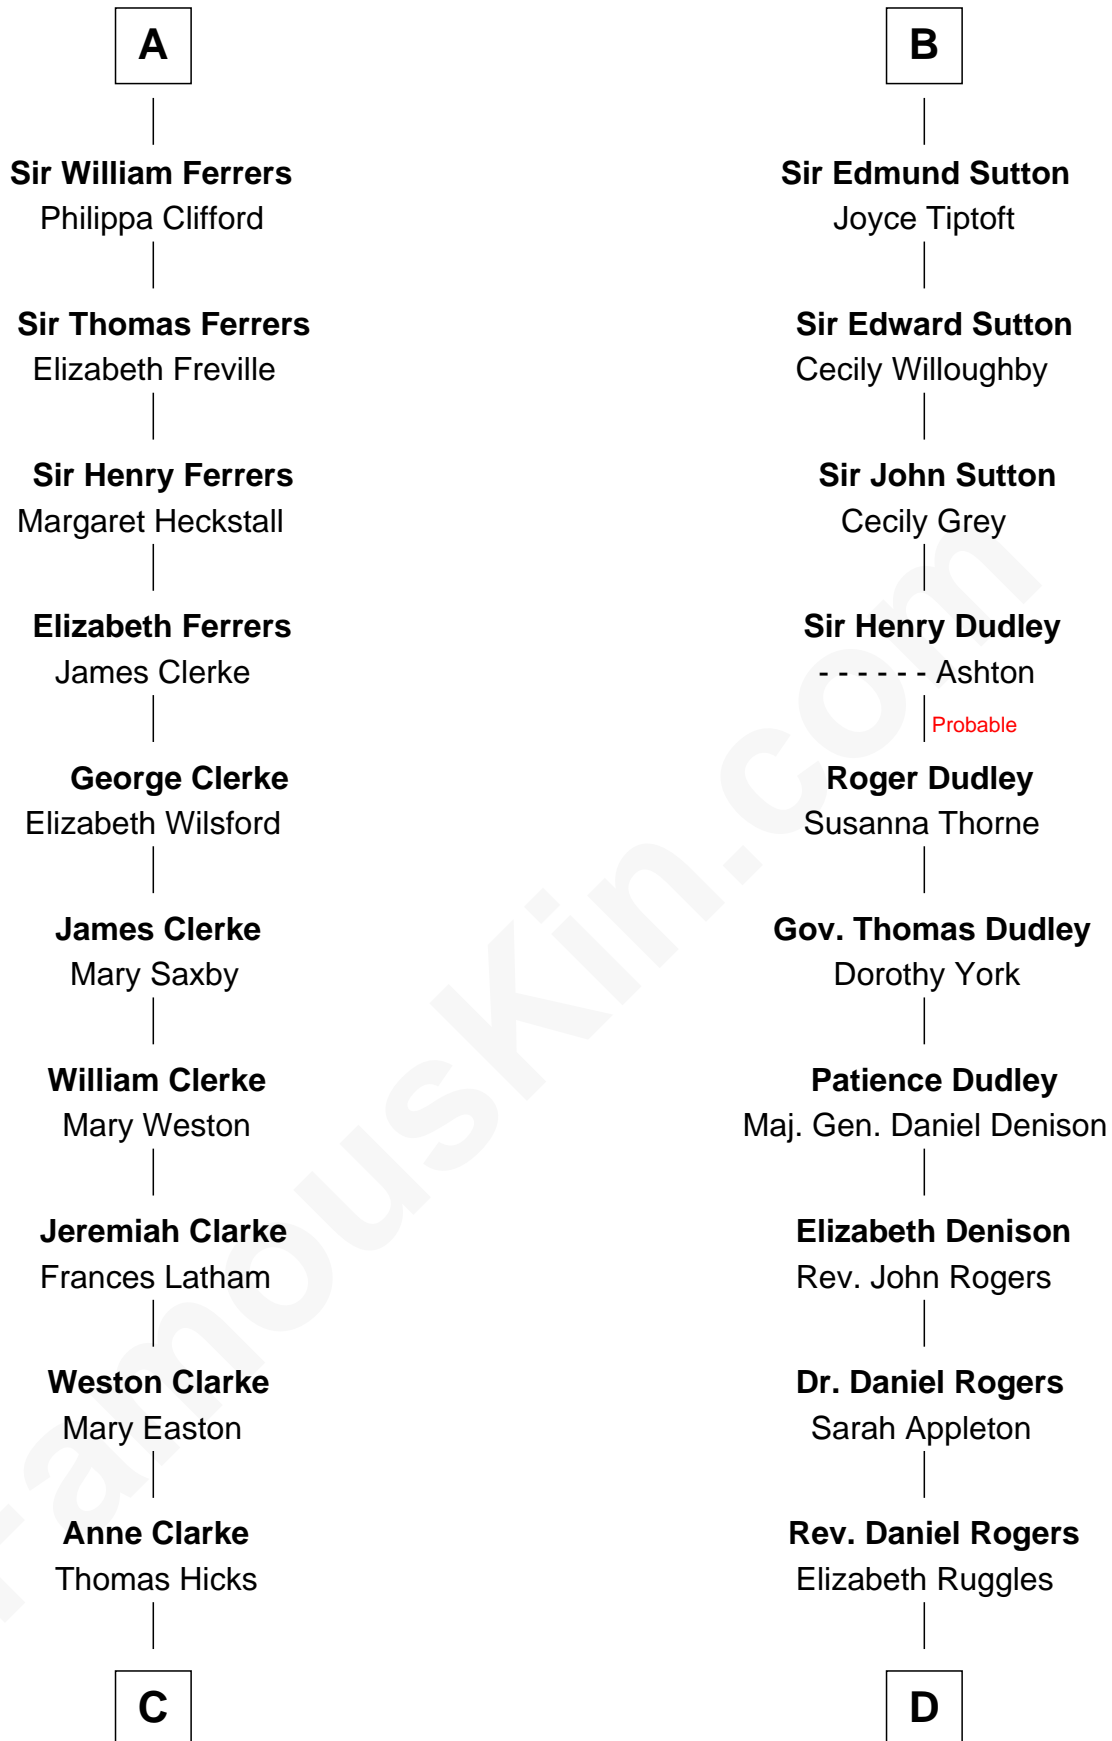 A
Sir William Ferrers
Philippa Clifford
Sir Thomas Ferrers
Elizabeth Freville
Sir Henry Ferrers
Margaret Heckstall
Elizabeth Ferrers
James Clerke
George Clerke
Elizabeth Wilsford
James Clerke
Mary Saxby
William Clerke
Mary Weston
Jeremiah Clarke
Frances Latham
Weston Clarke
Mary Easton
Anne Clarke
Thomas Hicks
C
B
Sir Edmund Sutton
Joyce Tiptoft
Sir Edward Sutton
Cecily Willoughby
Sir John Sutton
Cecily Grey
Sir Henry Dudley
- - - - - - Ashton
Probable
Roger Dudley
Susanna Thorne
Gov. Thomas Dudley
Dorothy York
Patience Dudley
Maj. Gen. Daniel Denison
Elizabeth Denison
Rev. John Rogers
Dr. Daniel Rogers
Sarah Appleton
Rev. Daniel Rogers
Elizabeth Ruggles
D
FamousKin.com